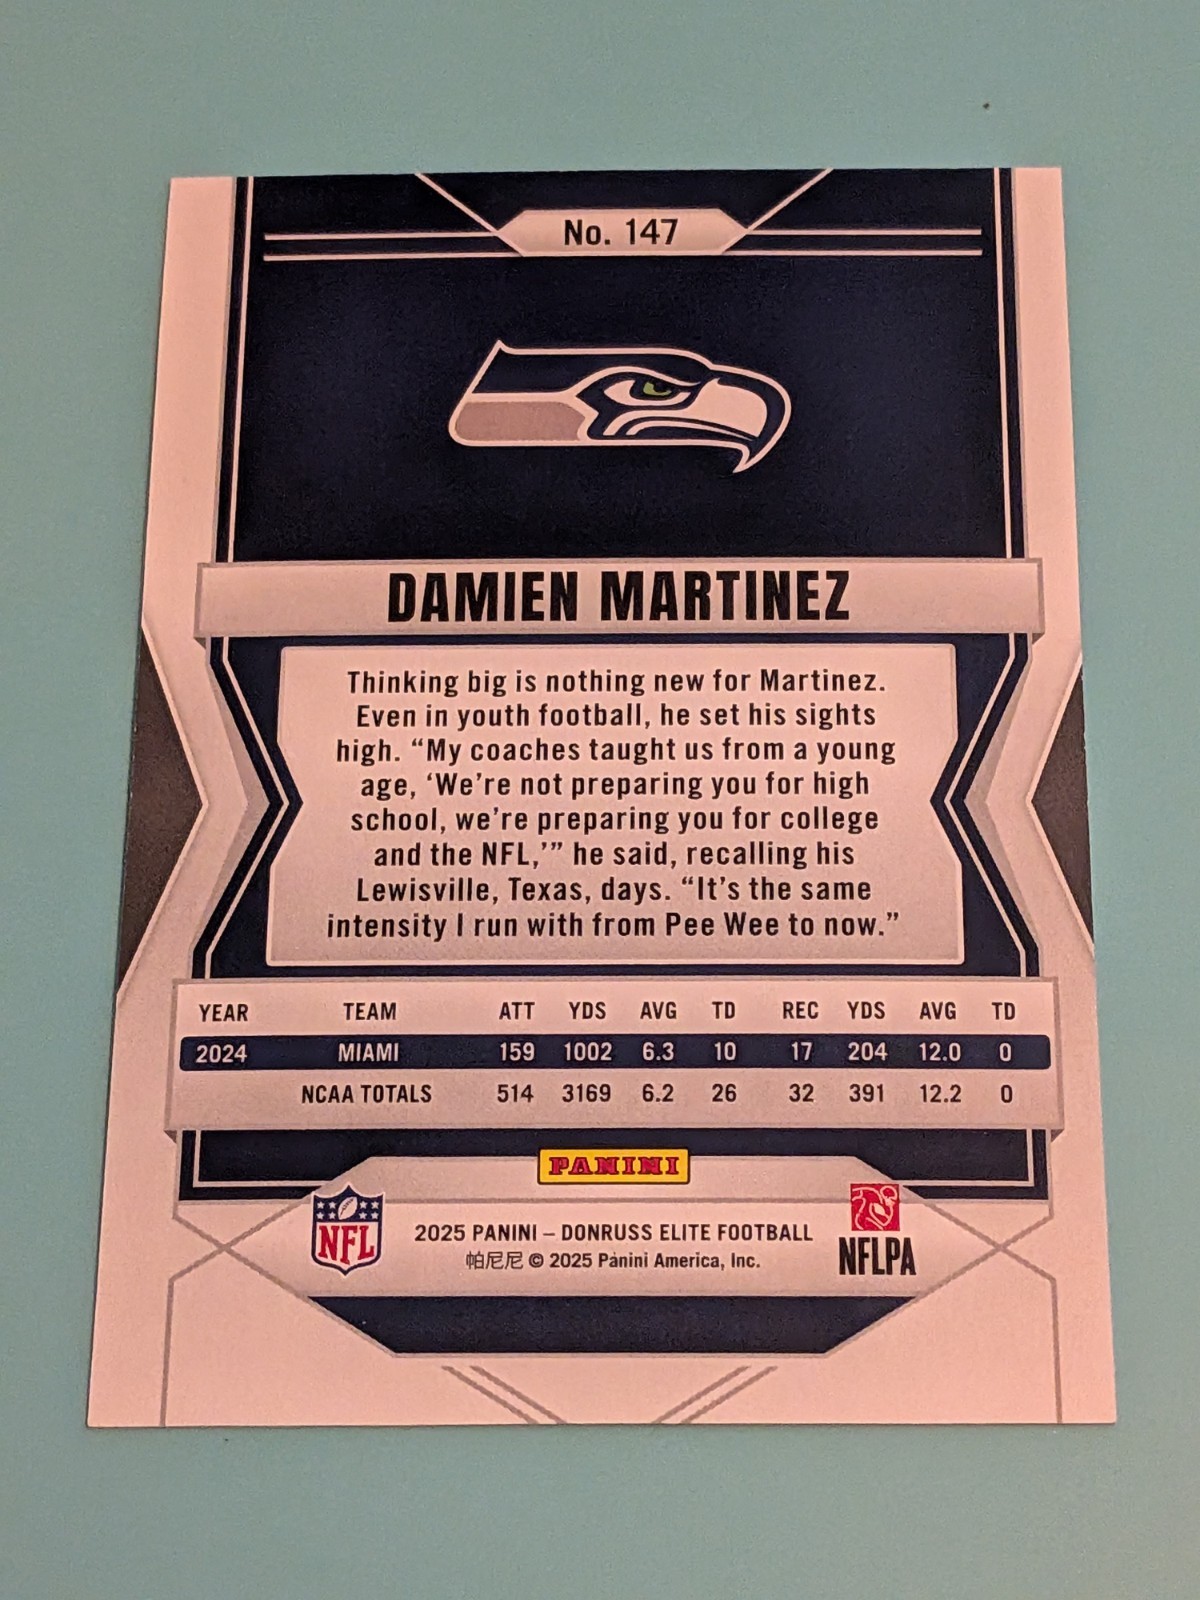 No. 147
DAMIEN MARTINEZ
Thinking big is nothing new for Martinez.
Even in youth football, he set his sights
high. “My coaches taught us from a young
age, ‘We’re not preparing you for high
school, we’re preparing you for college
and the NFL,’” he said, recalling his
Lewisville, Texas, days. “It’s the same
intensity I run with from Pee Wee to now.”
YEAR TEAM ATT YDS AVG TD REC YDS AVG TD
2024 MIAMI 159 1002 6.3 10 17 204 12.0 0
NCAA TOTALS 514 3169 6.2 26 32 391 12.2 0
PANINI
NFL
2025 PANINI – DONRUSS ELITE FOOTBALL
帕尼尼 © 2025 Panini America, Inc.
NFLPA